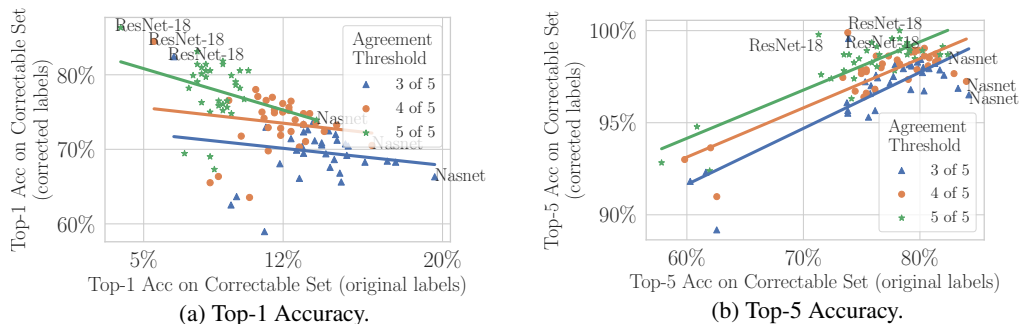 ResNet-18
ResNet-18
ResNet-18
Agreement
Threshold
3 of 5
4 of 5
5 of 5
80%
70%
60%
Nasnet
Nasnet
Nasnet
5%
12%
20%
Top-1 Acc on Correctable Set
(corrected labels)
Top-1 Acc on Correctable Set (original labels)
(a) Top-1 Accuracy.
100%
95%
90%
ResNet-18
ResNet-18
ResNet-18
Nasnet
Nasnet
Nasnet
Agreement
Threshold
3 of 5
4 of 5
5 of 5
60%
70%
80%
Top-5 Acc on Correctable Set
(corrected labels)
Top-5 Acc on Correctable Set (original labels)
(b) Top-5 Accuracy.